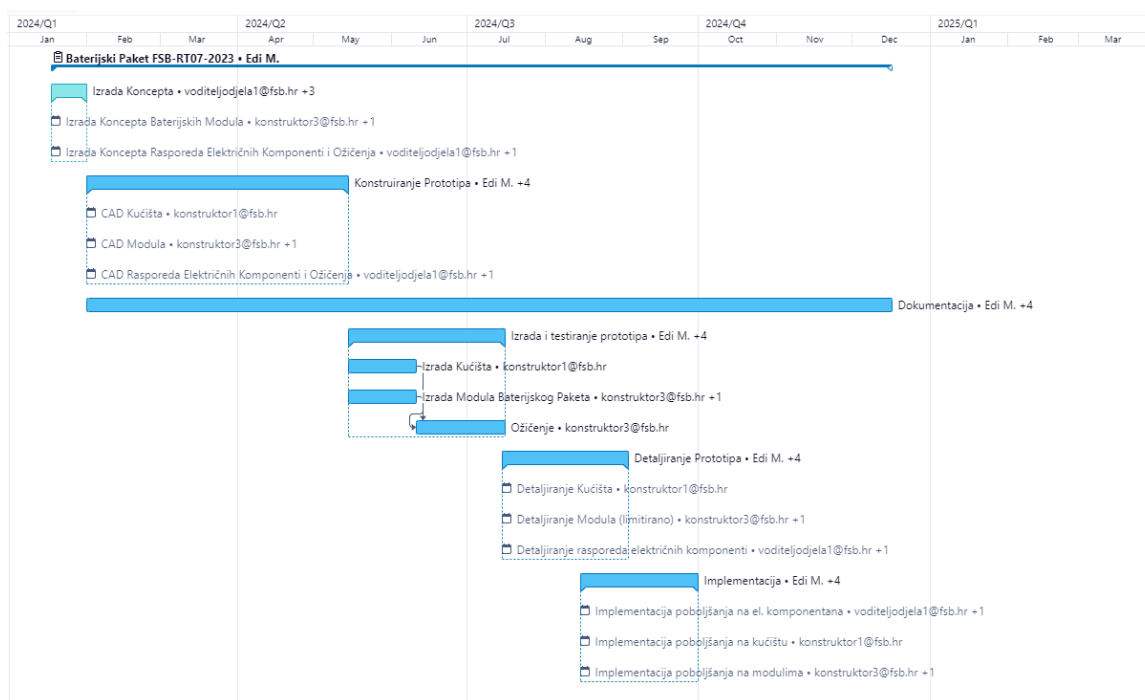 2024/Q1 2024/Q2 2024/Q3 2024/Q4 2025/Q1
Jan Feb Mar Apr May Jun Jul Aug Sep Oct Nov Dec Jan Feb Mar
Baterijski Paket FSB-RT07-2023 • Edi M.
Izrada Koncepta • voditeljodjela1@fsb.hr +3
Izrada Koncepta Baterijskih Modula • konstruktor3@fsb.hr +1
Izrada Koncepta Rasporeda Električnih Komponenti i Ožičenja • voditeljodjela1@fsb.hr +1
Konstruiranje Prototipa • Edi M. +4
CAD Kućišta • konstruktor1@fsb.hr
CAD Modula • konstruktor3@fsb.hr +1
CAD Rasporeda Električnih Komponenti i Ožičenja • voditeljodjela1@fsb.hr +1
Dokumentacija • Edi M. +4
Izrada i testiranje prototipa • Edi M. +4
Izrada Kućišta • konstruktor1@fsb.hr
Izrada Modula Baterijskog Paketa • konstruktor3@fsb.hr +1
Ožičenje • konstruktor3@fsb.hr
Detaljiranje Prototipa • Edi M. +4
Detaljiranje Kućišta • konstruktor1@fsb.hr
Detaljiranje Modula (limitirano) • konstruktor3@fsb.hr +1
Detaljiranje rasporeda električnih komponenti • voditeljodjela1@fsb.hr +1
Implementacija • Edi M. +4
Implementacija poboljšanja na el. komponentana • voditeljodjela1@fsb.hr +1
Implementacija poboljšanja na kućištu • konstruktor1@fsb.hr
Implementacija poboljšanja na modulima • konstruktor3@fsb.hr +1